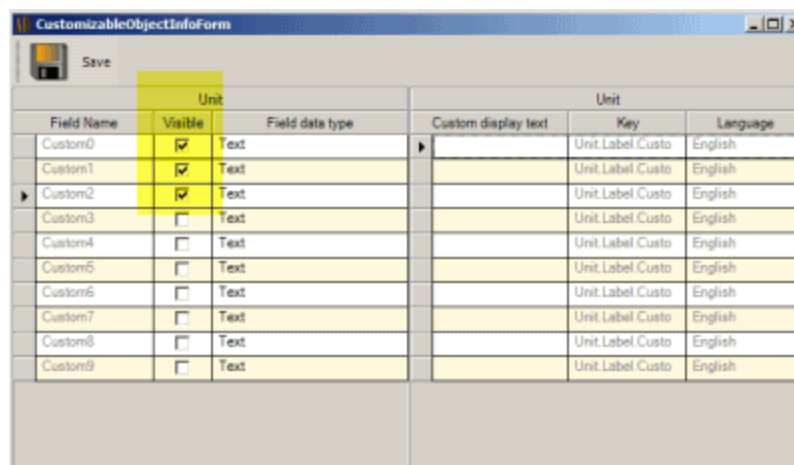 CustomizableObjectInfoForm
Save
Unit Unit
Field Name Visible Field data type Custom display text Key Language
Custom0 Text Unit.Label.Custo English
Custom1 Text Unit.Label.Custo English
Custom2 Text Unit.Label.Custo English
Custom3 Text Unit.Label.Custo English
Custom4 Text Unit.Label.Custo English
Custom5 Text Unit.Label.Custo English
Custom6 Text Unit.Label.Custo English
Custom7 Text Unit.Label.Custo English
Custom8 Text Unit.Label.Custo English
Custom9 Text Unit.Label.Custo English